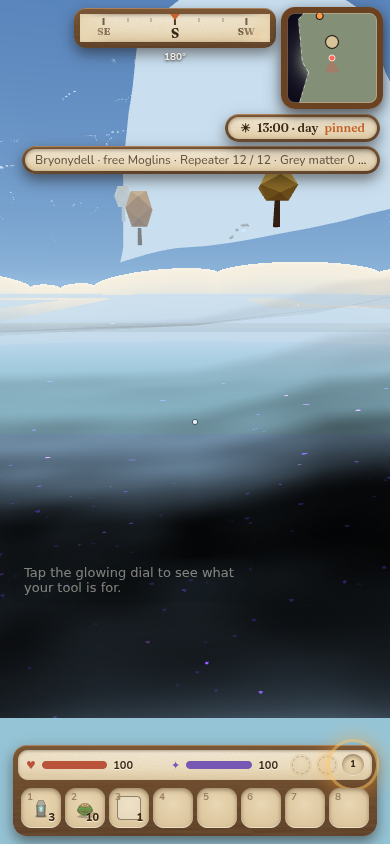 SE S SW
180°
☀ 13:00 · day pinned
Bryonydell · free Moglins · Repeater 12 / 12 · Grey matter 0 ...
Tap the glowing dial to see what
your tool is for.
♥ 100 ✦ 100 1
1 2 3 4 5 6 7 8
3 10 1